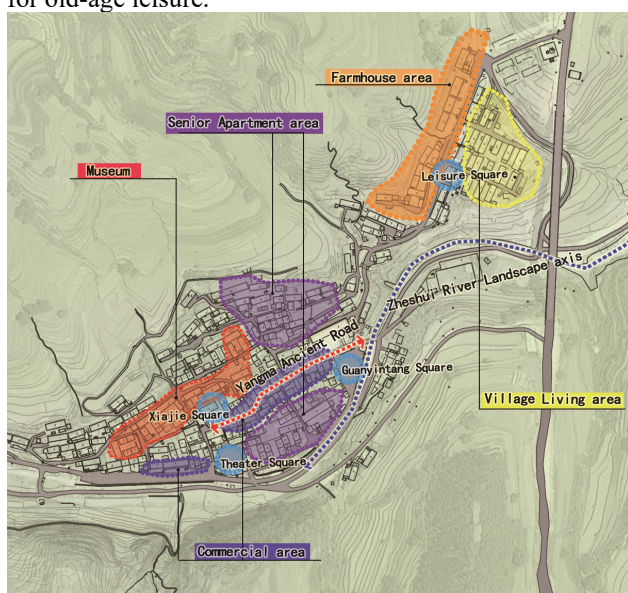 for old-age leisure.
Farmhouse area
Senior Apartment area
Museum
Leisure Square
Zheshui River Landscape axis
Yangma Ancient Road
Guanyintang Square
Xiajie Square
Village Living area
Theater Square
Commercial area